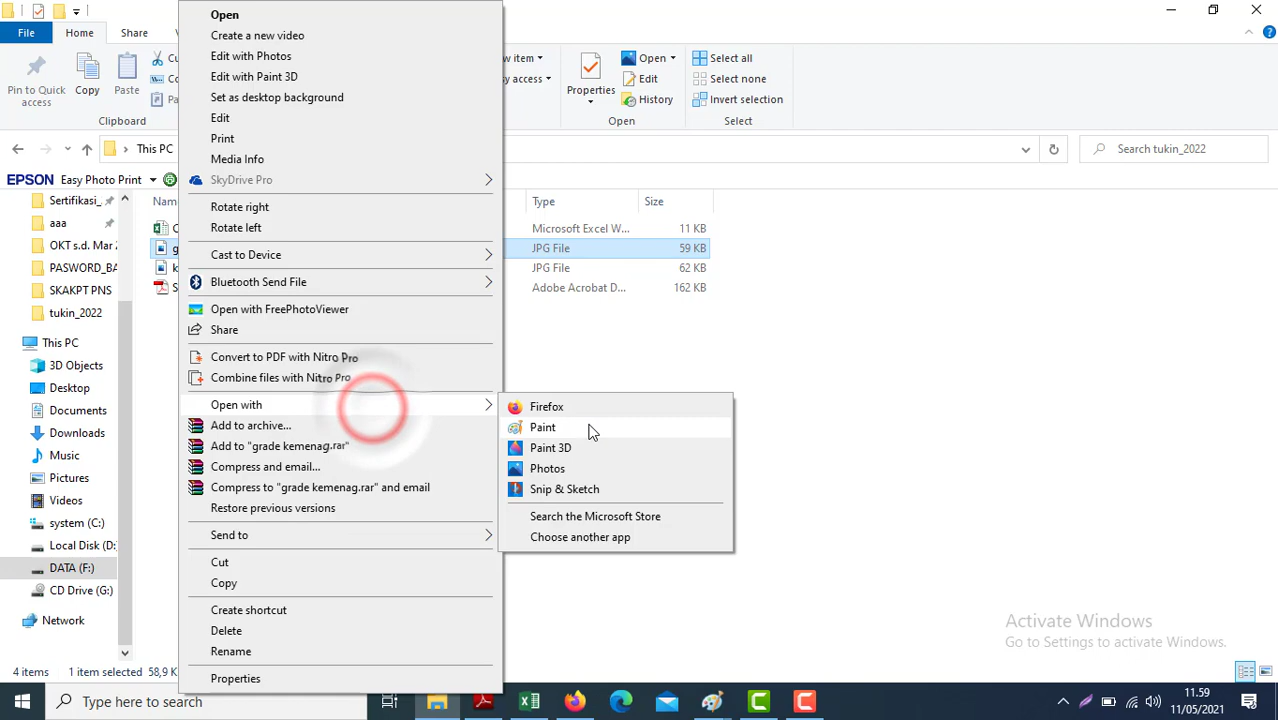 File
Home
Share
Pin to Quick
access
Copy
Paste
Clipboard
Properties
Open
Edit
History
Open
Select all
Select none
Invert selection
Select
This PC
Search tukin_2022
EPSON Easy Photo Print
Sertifikasi_
aaa
OKT s.d. Mar
PASWORD_BA
SKAKPT PNS
tukin_2022
This PC
3D Objects
Desktop
Documents
Downloads
Music
Pictures
Videos
system (C:)
Local Disk (D:
DATA (F:)
CD Drive (G:)
Network
Type Size
Microsoft Excel W... 11 KB
JPG File 59 KB
JPG File 62 KB
Adobe Acrobat D... 162 KB
Open
Create a new video
Edit with Photos
Edit with Paint 3D
Set as desktop background
Edit
Print
Media Info
SkyDrive Pro
Rotate right
Rotate left
Cast to Device
Bluetooth Send File
Open with FreePhotoViewer
Share
Convert to PDF with Nitro Pro
Combine files with Nitro Pro
Open with
Add to archive...
Add to "grade kemenag.rar"
Compress and email...
Compress to "grade kemenag.rar" and email
Restore previous versions
Send to
Cut
Copy
Create shortcut
Delete
Rename
Properties
Firefox
Paint
Paint 3D
Photos
Snip & Sketch
Search the Microsoft Store
Choose another app
Activate Windows
Go to Settings to activate Windows.
4 items 1 item selected 58,9 K
Type here to search
11.59
11/05/2021